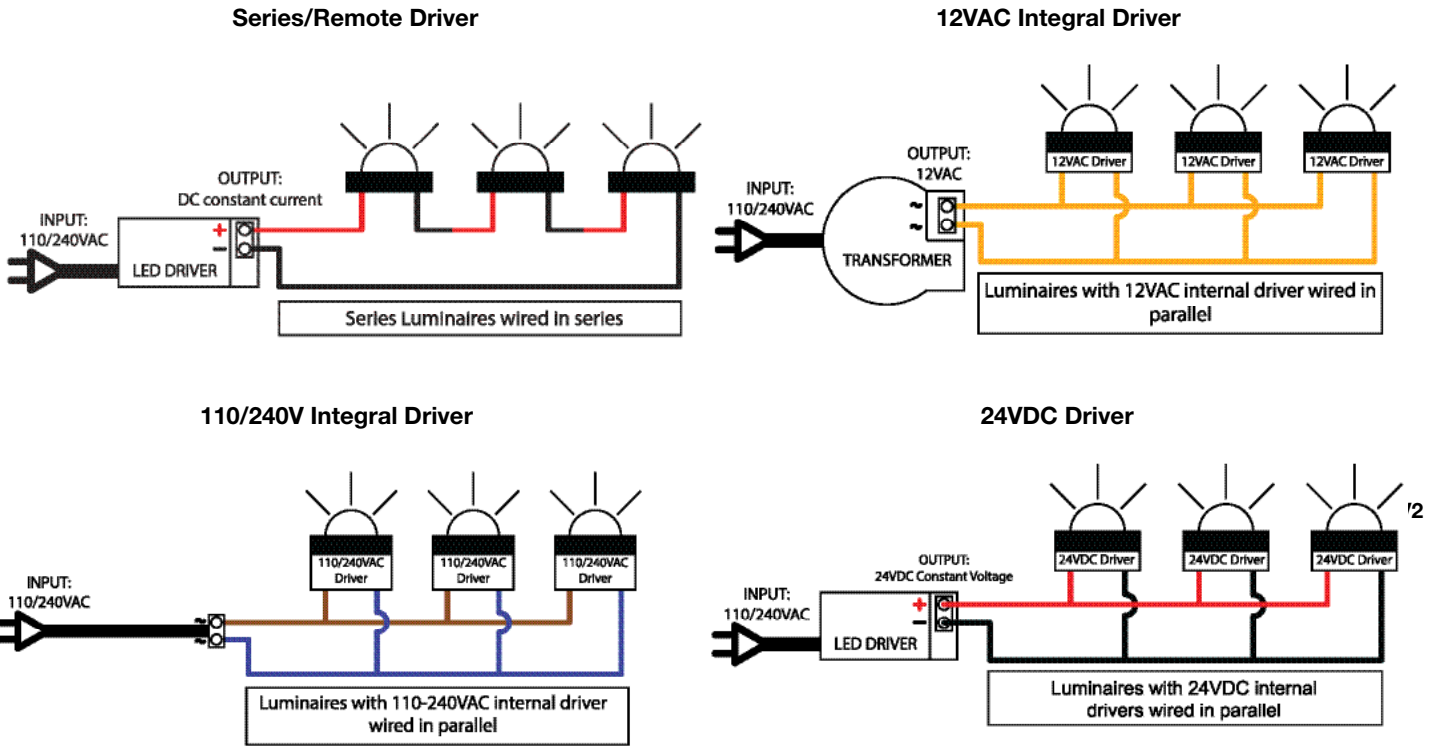 Series/Remote Driver
OUTPUT:
DC constant current
INPUT:
110/240VAC
+
−
LED DRIVER
Series Luminaires wired in series
12VAC Integral Driver
OUTPUT:
12VAC
INPUT:
110/240VAC
~
~
TRANSFORMER
12VAC Driver
12VAC Driver
12VAC Driver
Luminaires with 12VAC internal driver wired in
parallel
110/240V Integral Driver
INPUT:
110/240VAC
~
~
110/240VAC
Driver
110/240VAC
Driver
110/240VAC
Driver
Luminaires with 110-240VAC internal driver
wired in parallel
24VDC Driver
OUTPUT:
24VDC Constant Voltage
INPUT:
110/240VAC
+
−
LED DRIVER
24VDC Driver
24VDC Driver
24VDC Driver
Luminaires with 24VDC internal
drivers wired in parallel